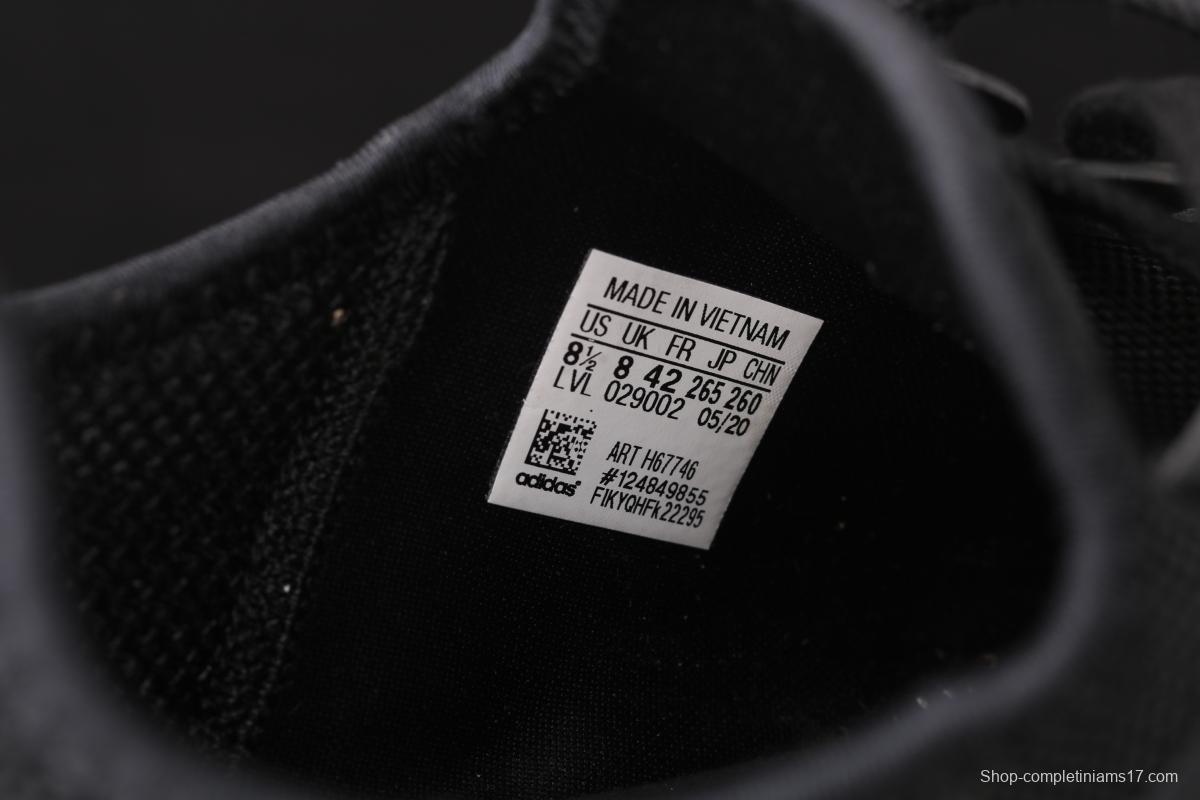 MADE IN VIETNAM
US UK FR JP CHN
8½ 8 42 265 260
LVL 029002 05/20
ART H67746
#124849855
FIKYQHFk22295
adidas
Shop-completiniams17.com